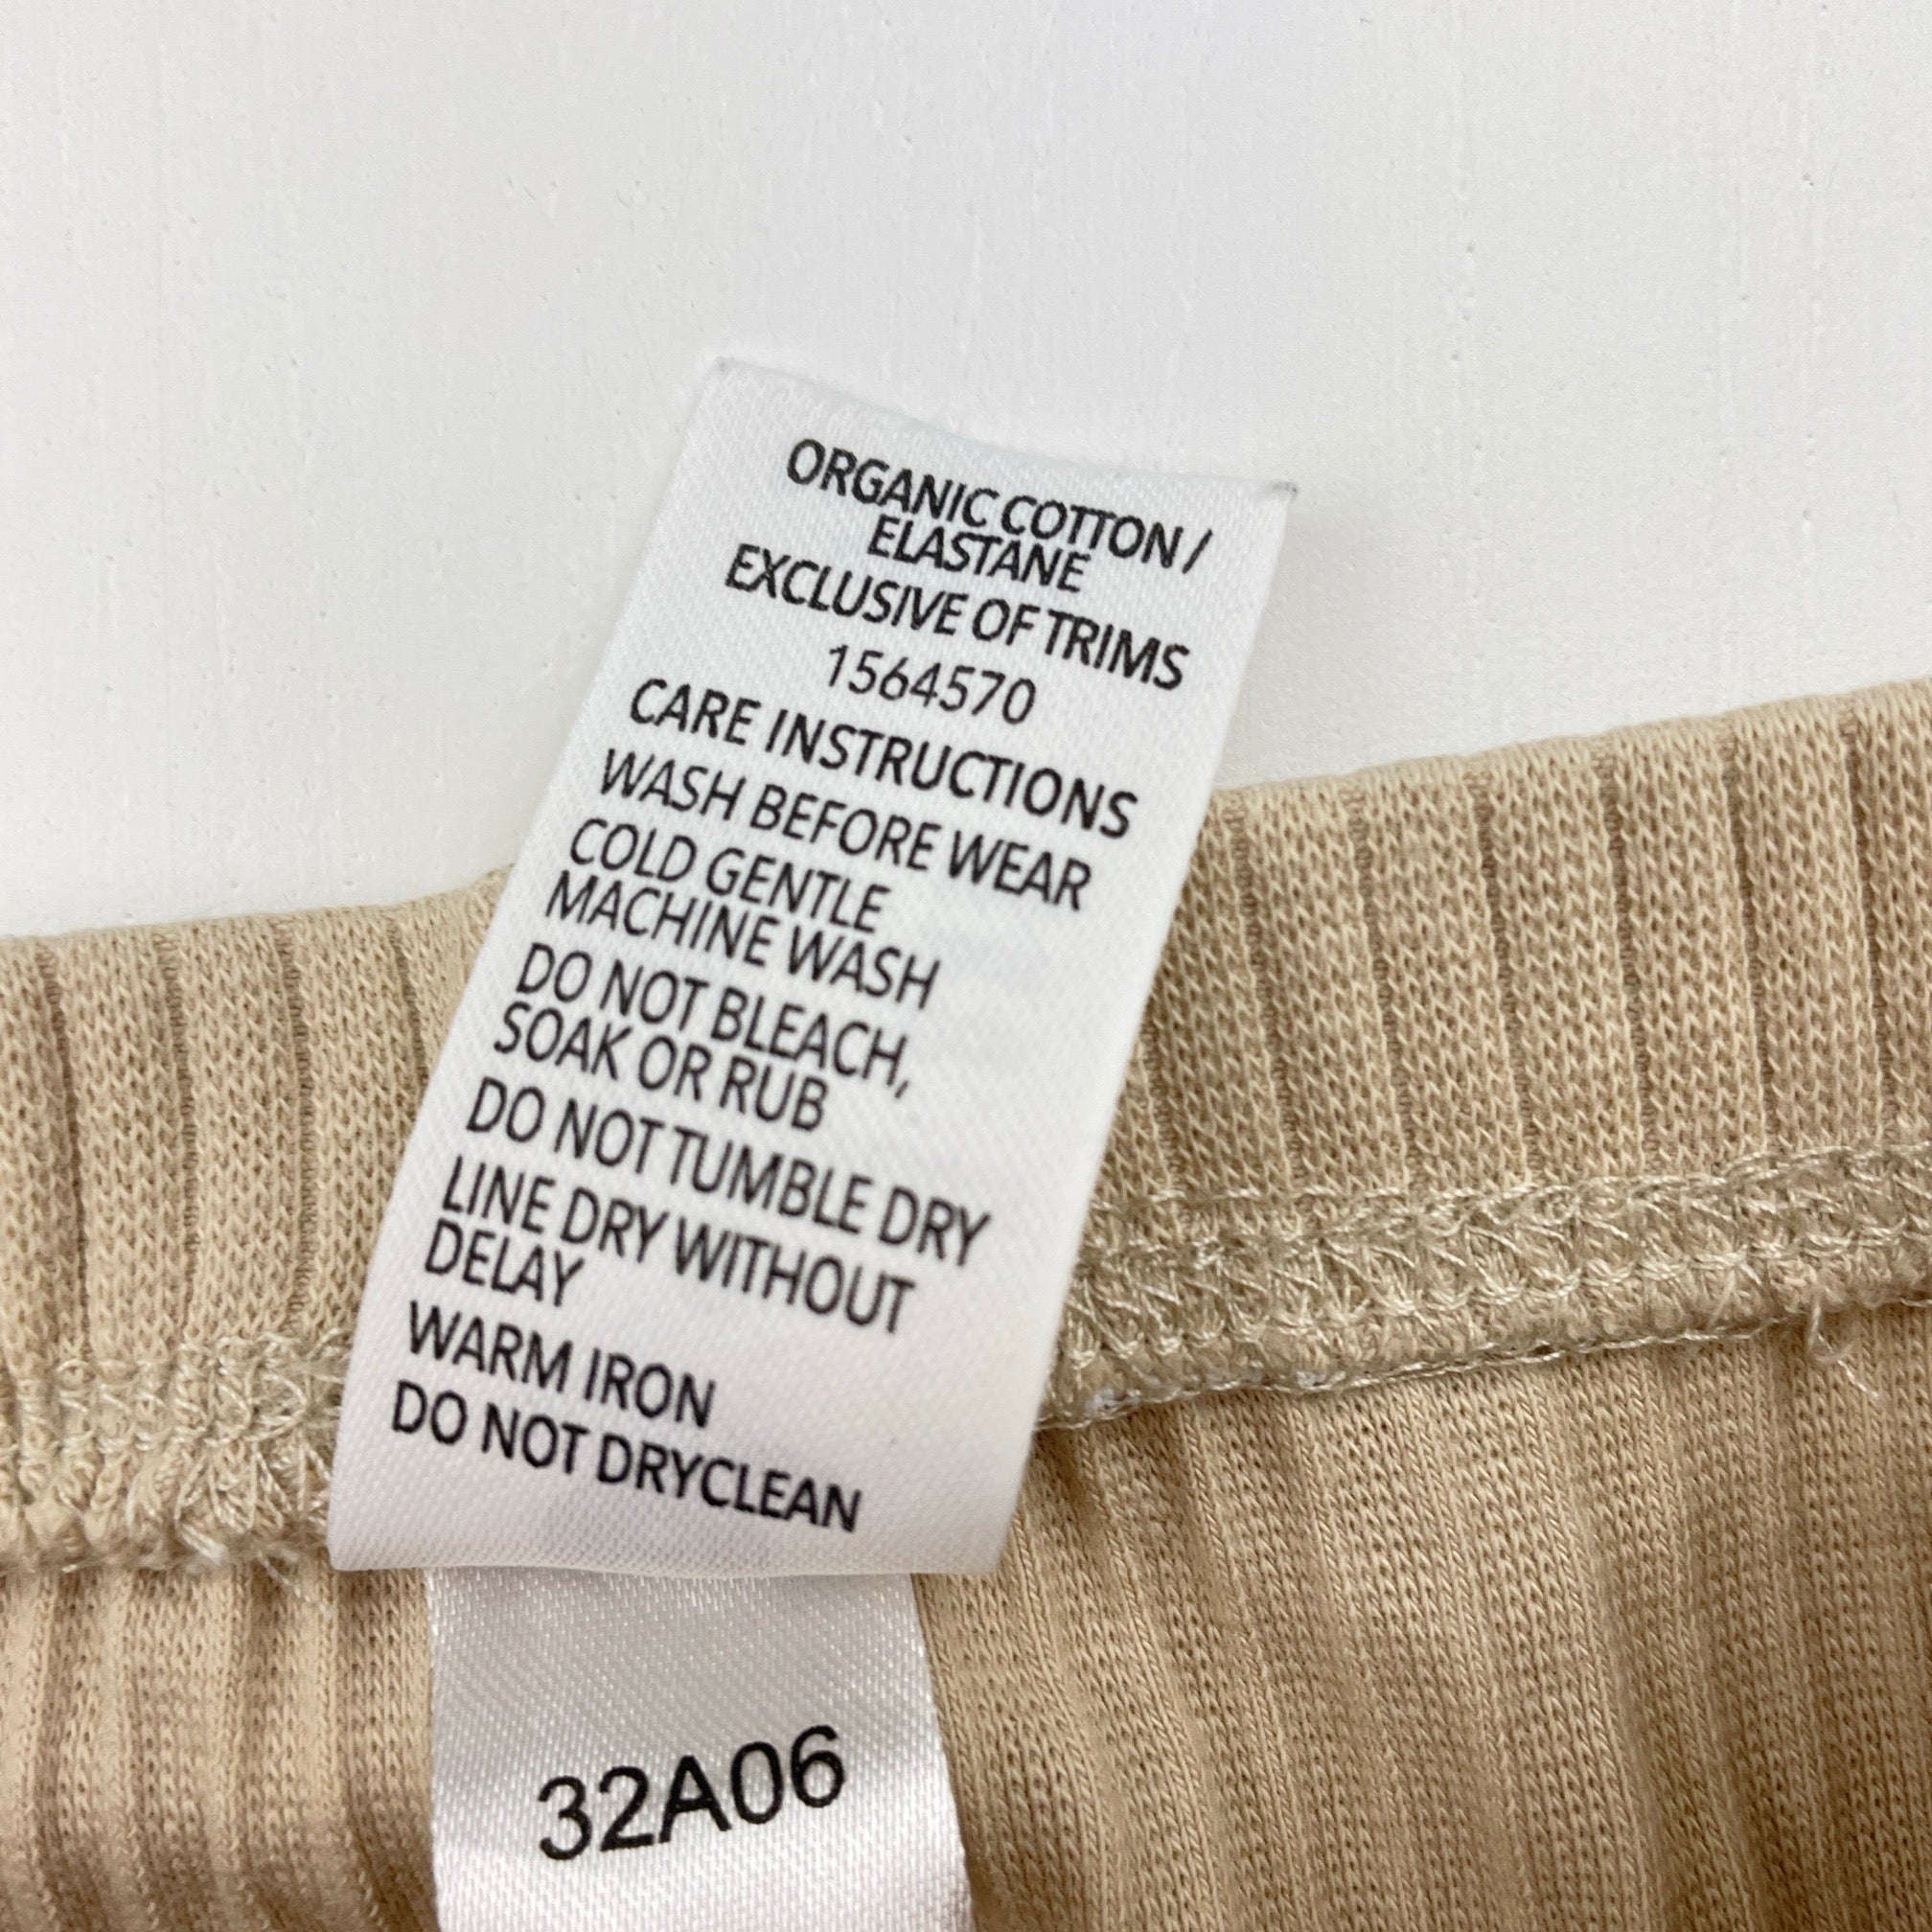 ORGANIC COTTON /
ELASTANE
EXCLUSIVE OF TRIMS
1564570
CARE INSTRUCTIONS
WASH BEFORE WEAR
COLD GENTLE
MACHINE WASH
DO NOT BLEACH,
SOAK OR RUB
DO NOT TUMBLE DRY
LINE DRY WITHOUT
DELAY
WARM IRON
DO NOT DRYCLEAN
32A06